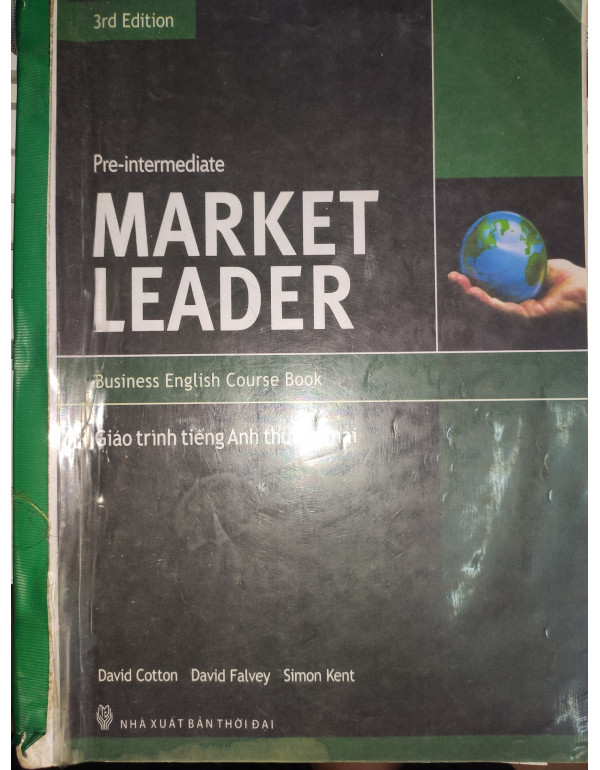 3rd Edition
Pre-intermediate
MARKET
LEADER
Business English Course Book
Giáo trình tiếng Anh
David Cotton David Falvey Simon Kent
NHÀ XUẤT BẢN THỜI ĐẠI